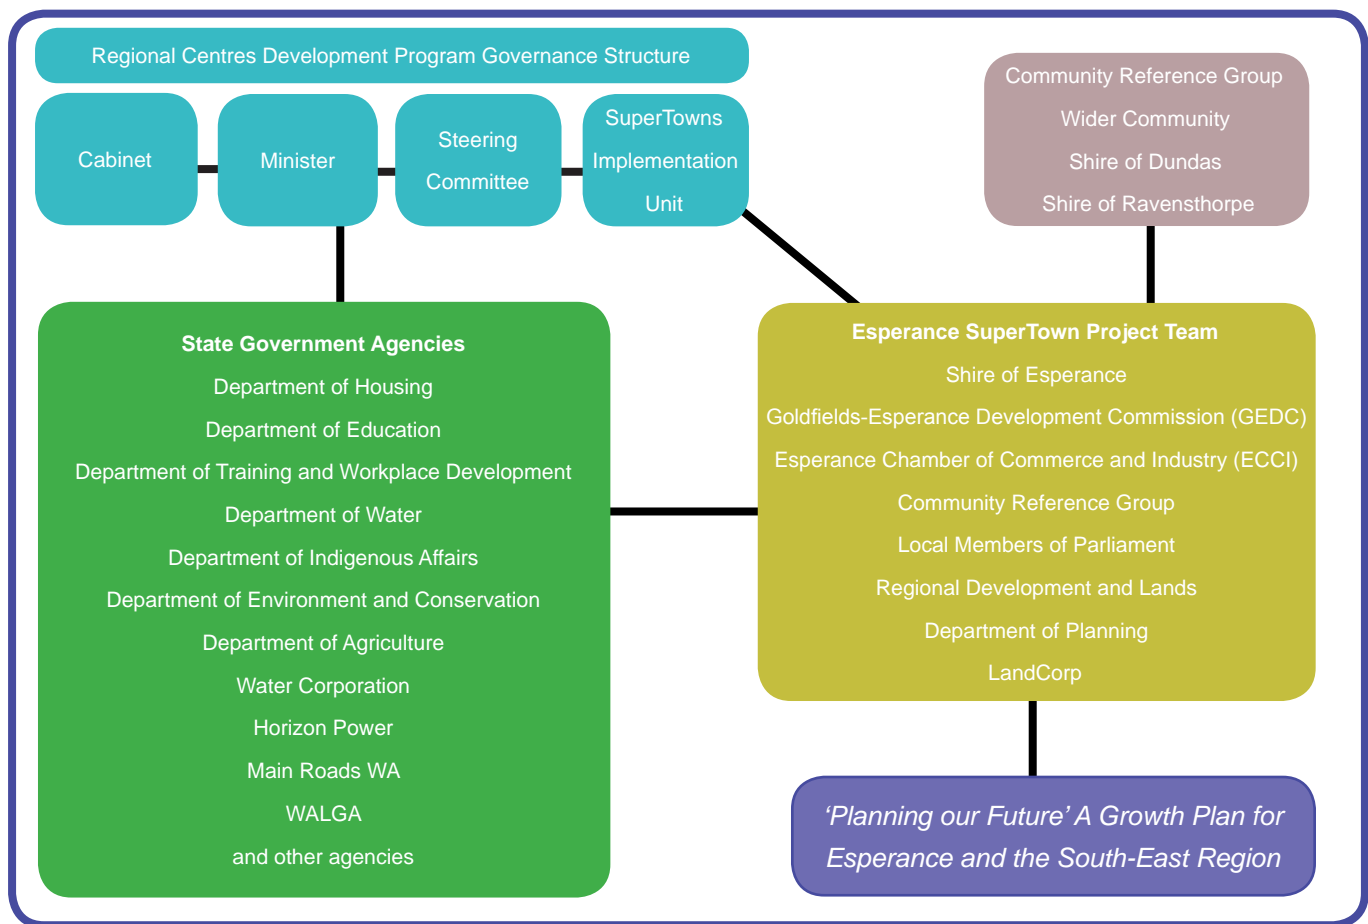 Regional Centres Development Program Governance Structure
Cabinet
Minister
Steering
Committee
SuperTowns
Implementation
Unit
Community Reference Group
Wider Community
Shire of Dundas
Shire of Ravensthorpe
State Government Agencies
Department of Housing
Department of Education
Department of Training and Workplace Development
Department of Water
Department of Indigenous Affairs
Department of Environment and Conservation
Department of Agriculture
Water Corporation
Horizon Power
Main Roads WA
WALGA
and other agencies
Esperance SuperTown Project Team
Shire of Esperance
Goldfields-Esperance Development Commission (GEDC)
Esperance Chamber of Commerce and Industry (ECCI)
Community Reference Group
Local Members of Parliament
Regional Development and Lands
Department of Planning
LandCorp
‘Planning our Future’ A Growth Plan for
Esperance and the South-East Region